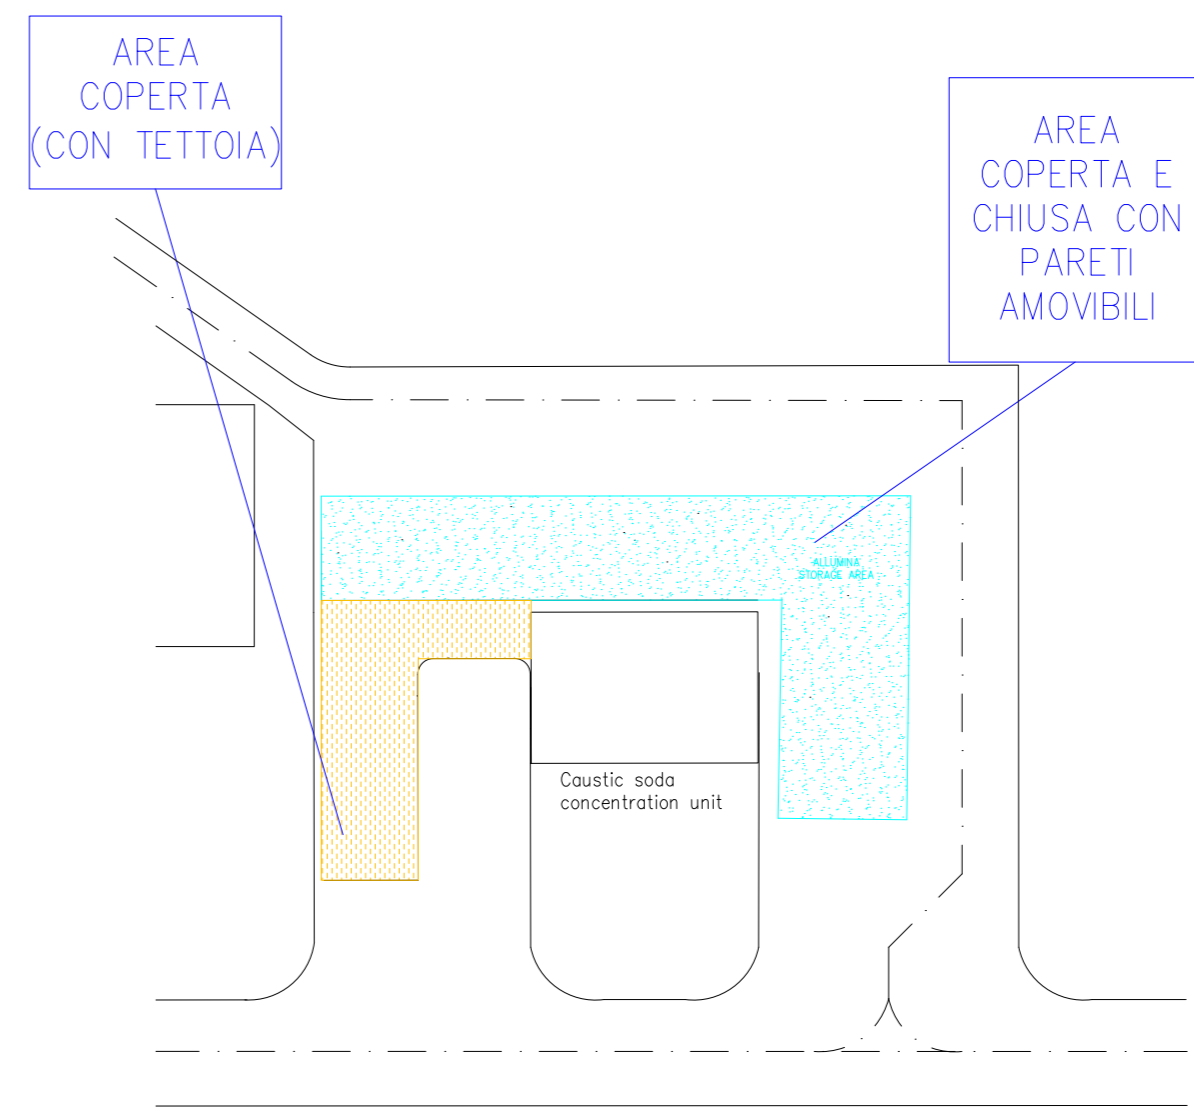 AREA
COPERTA
(CON TETTOIA)
AREA
COPERTA E
CHIUSA CON
PARETI
AMOVIBILI
ALLUMINA
STORAGE AREA
Caustic soda
concentration unit